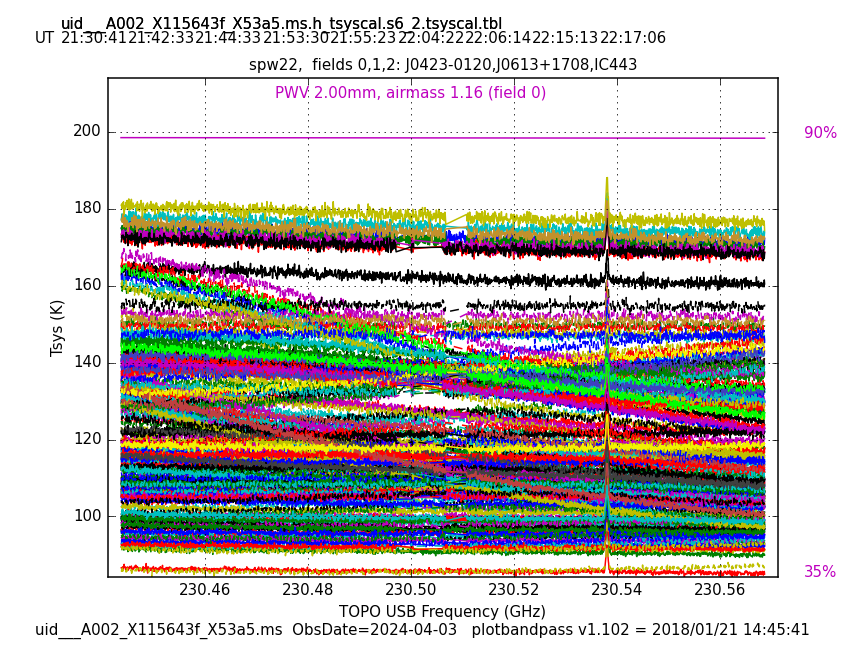 uid___A002_X115643f_X53a5.ms.h_tsyscal.s6_2.tsyscal.tbl
UT 21:30:41 21:42:33 21:44:33 21:53:30 21:55:23 22:04:22 22:06:14 22:15:13 22:17:06
spw22,  fields 0,1,2: J0423-0120,J0613+1708,IC443
PWV 2.00mm, airmass 1.16 (field 0)
90%
200
180
160
140
120
100
Tsys (K)
35%
230.46 230.48 230.50 230.52 230.54 230.56
TOPO USB Frequency (GHz)
uid___A002_X115643f_X53a5.ms  ObsDate=2024-04-03   plotbandpass v1.102 = 2018/01/21 14:45:41